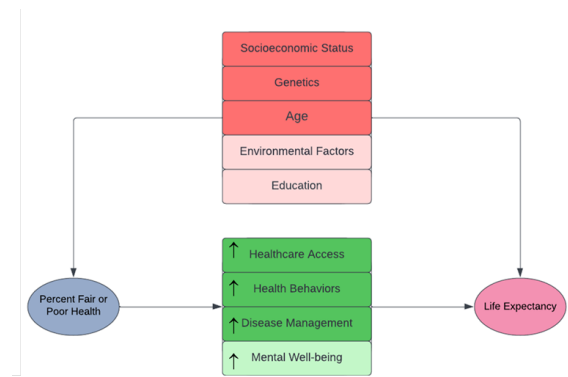 Socioeconomic Status
Genetics
Age
Environmental Factors
Education
↑ Healthcare Access
↑ Health Behaviors
↑ Disease Management
↑ Mental Well-being
Percent Fair or
Poor Health
Life Expectancy